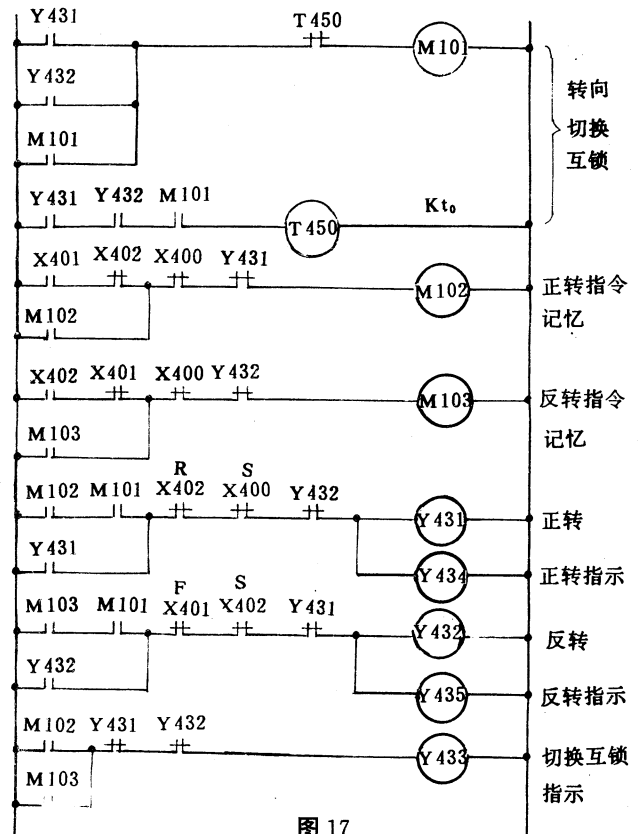 Y431 T450
M101
Y432
M101
转向
切换
互锁
Y431 Y432 M101
T450
Kt₀
X401 X402 X400 Y431
M102
M102
正转指令
记忆
X402 X401 X400 Y432
M103
M103
反转指令
记忆
R S
M102 M101 X402 X400 Y432
Y431
正转
Y431
Y434
正转指示
F S
M103 M101 X401 X402 Y431
Y432
反转
Y432
Y435
反转指示
M102 Y431 Y432
Y433
切换互锁
指示
M103
图 17